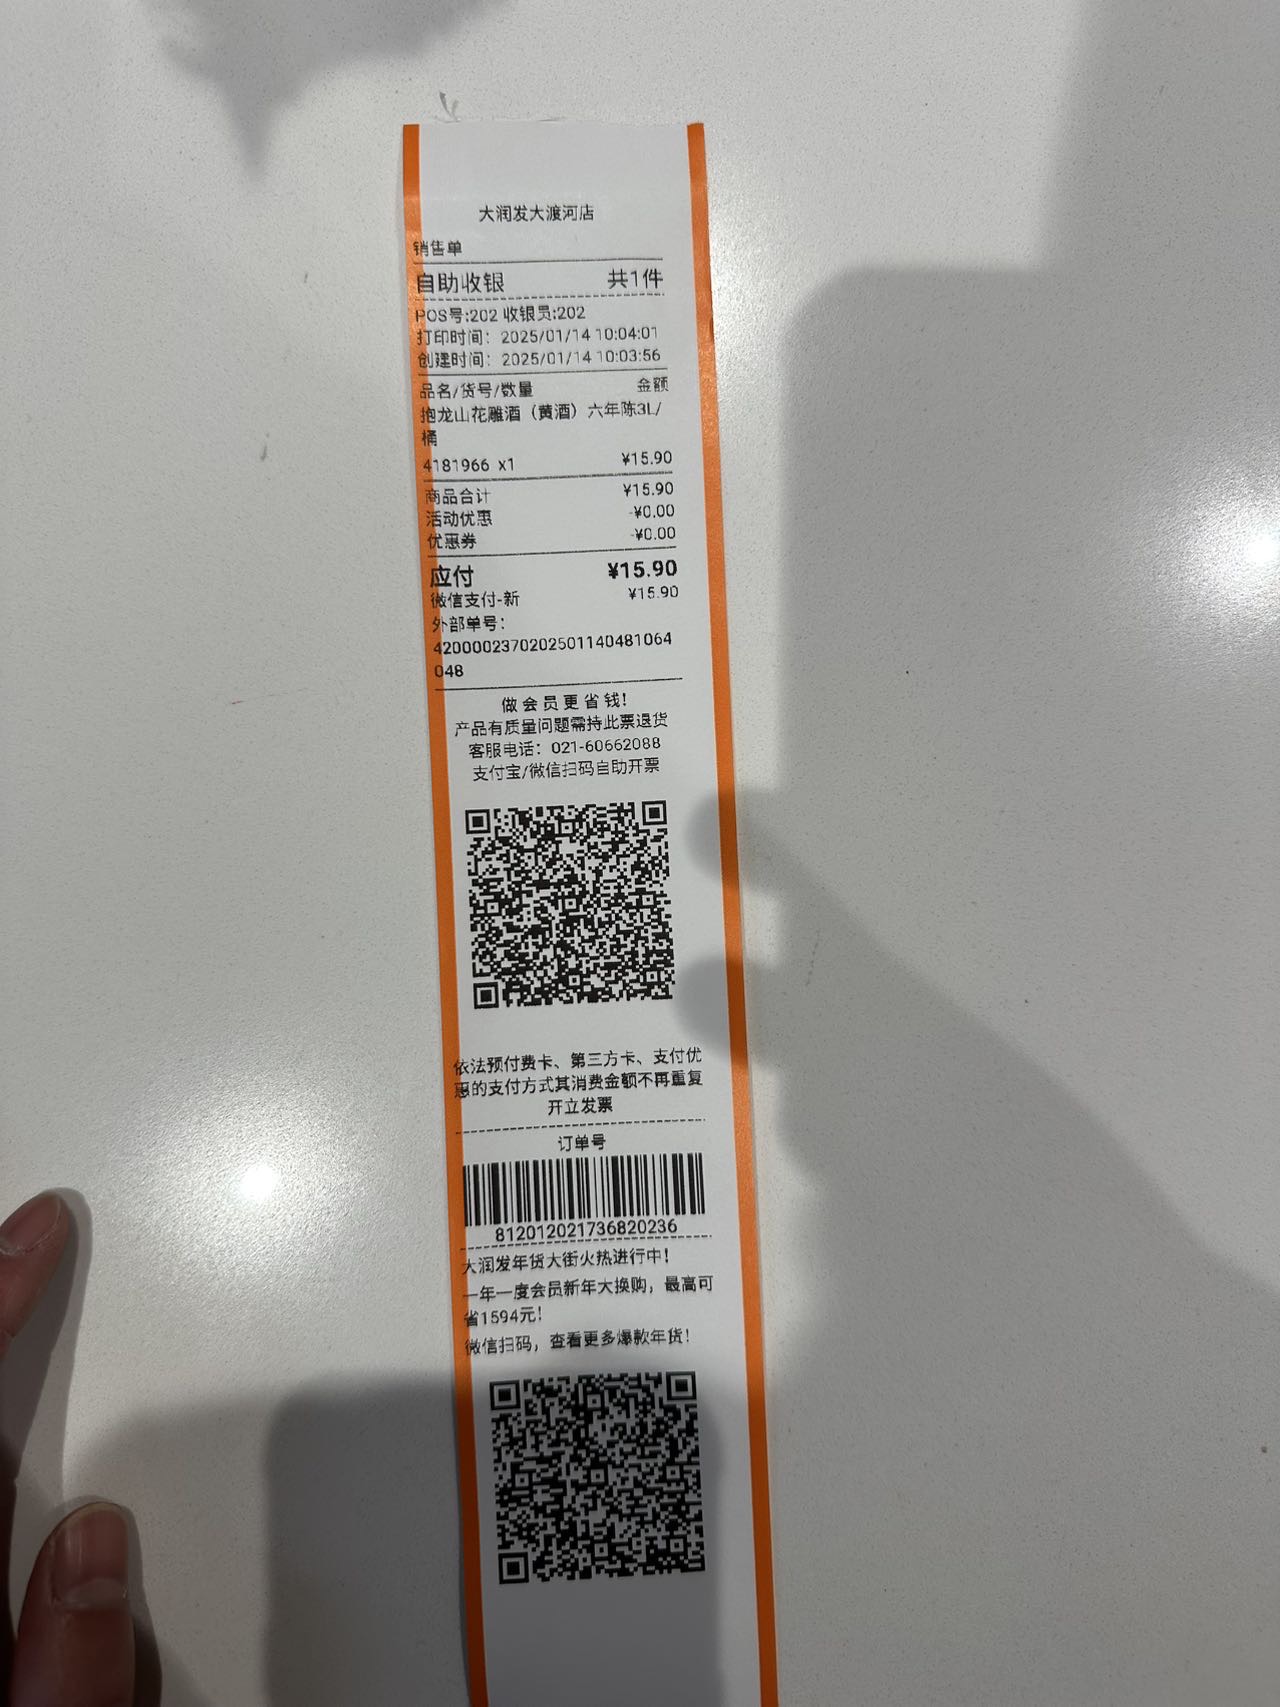 大润发大渡河店
销售单
自助收银 共1件
POS号:202 收银员:202
打印时间：2025/01/14 10:04:01
创建时间：2025/01/14 10:03:56
品名/货号/数量 金额
抱龙山花雕酒（黄酒）六年陈3L/
桶
4181966 x1 ¥15.90
商品合计 ¥15.90
活动优惠 -¥0.00
优惠券 -¥0.00
应付 ¥15.90
微信支付-新 ¥15.90
外部单号：
4200002370202501140481064
048
做会员更省钱！
产品有质量问题需持此票退货
客服电话：021-60662088
支付宝/微信扫码自助开票
依法预付费卡、第三方卡、支付优
惠的支付方式其消费金额不再重复
开立发票
订单号
812012021736820236
大润发年货大街火热进行中！
一年一度会员新年大换购，最高可
省1594元！
微信扫码，查看更多爆款年货！